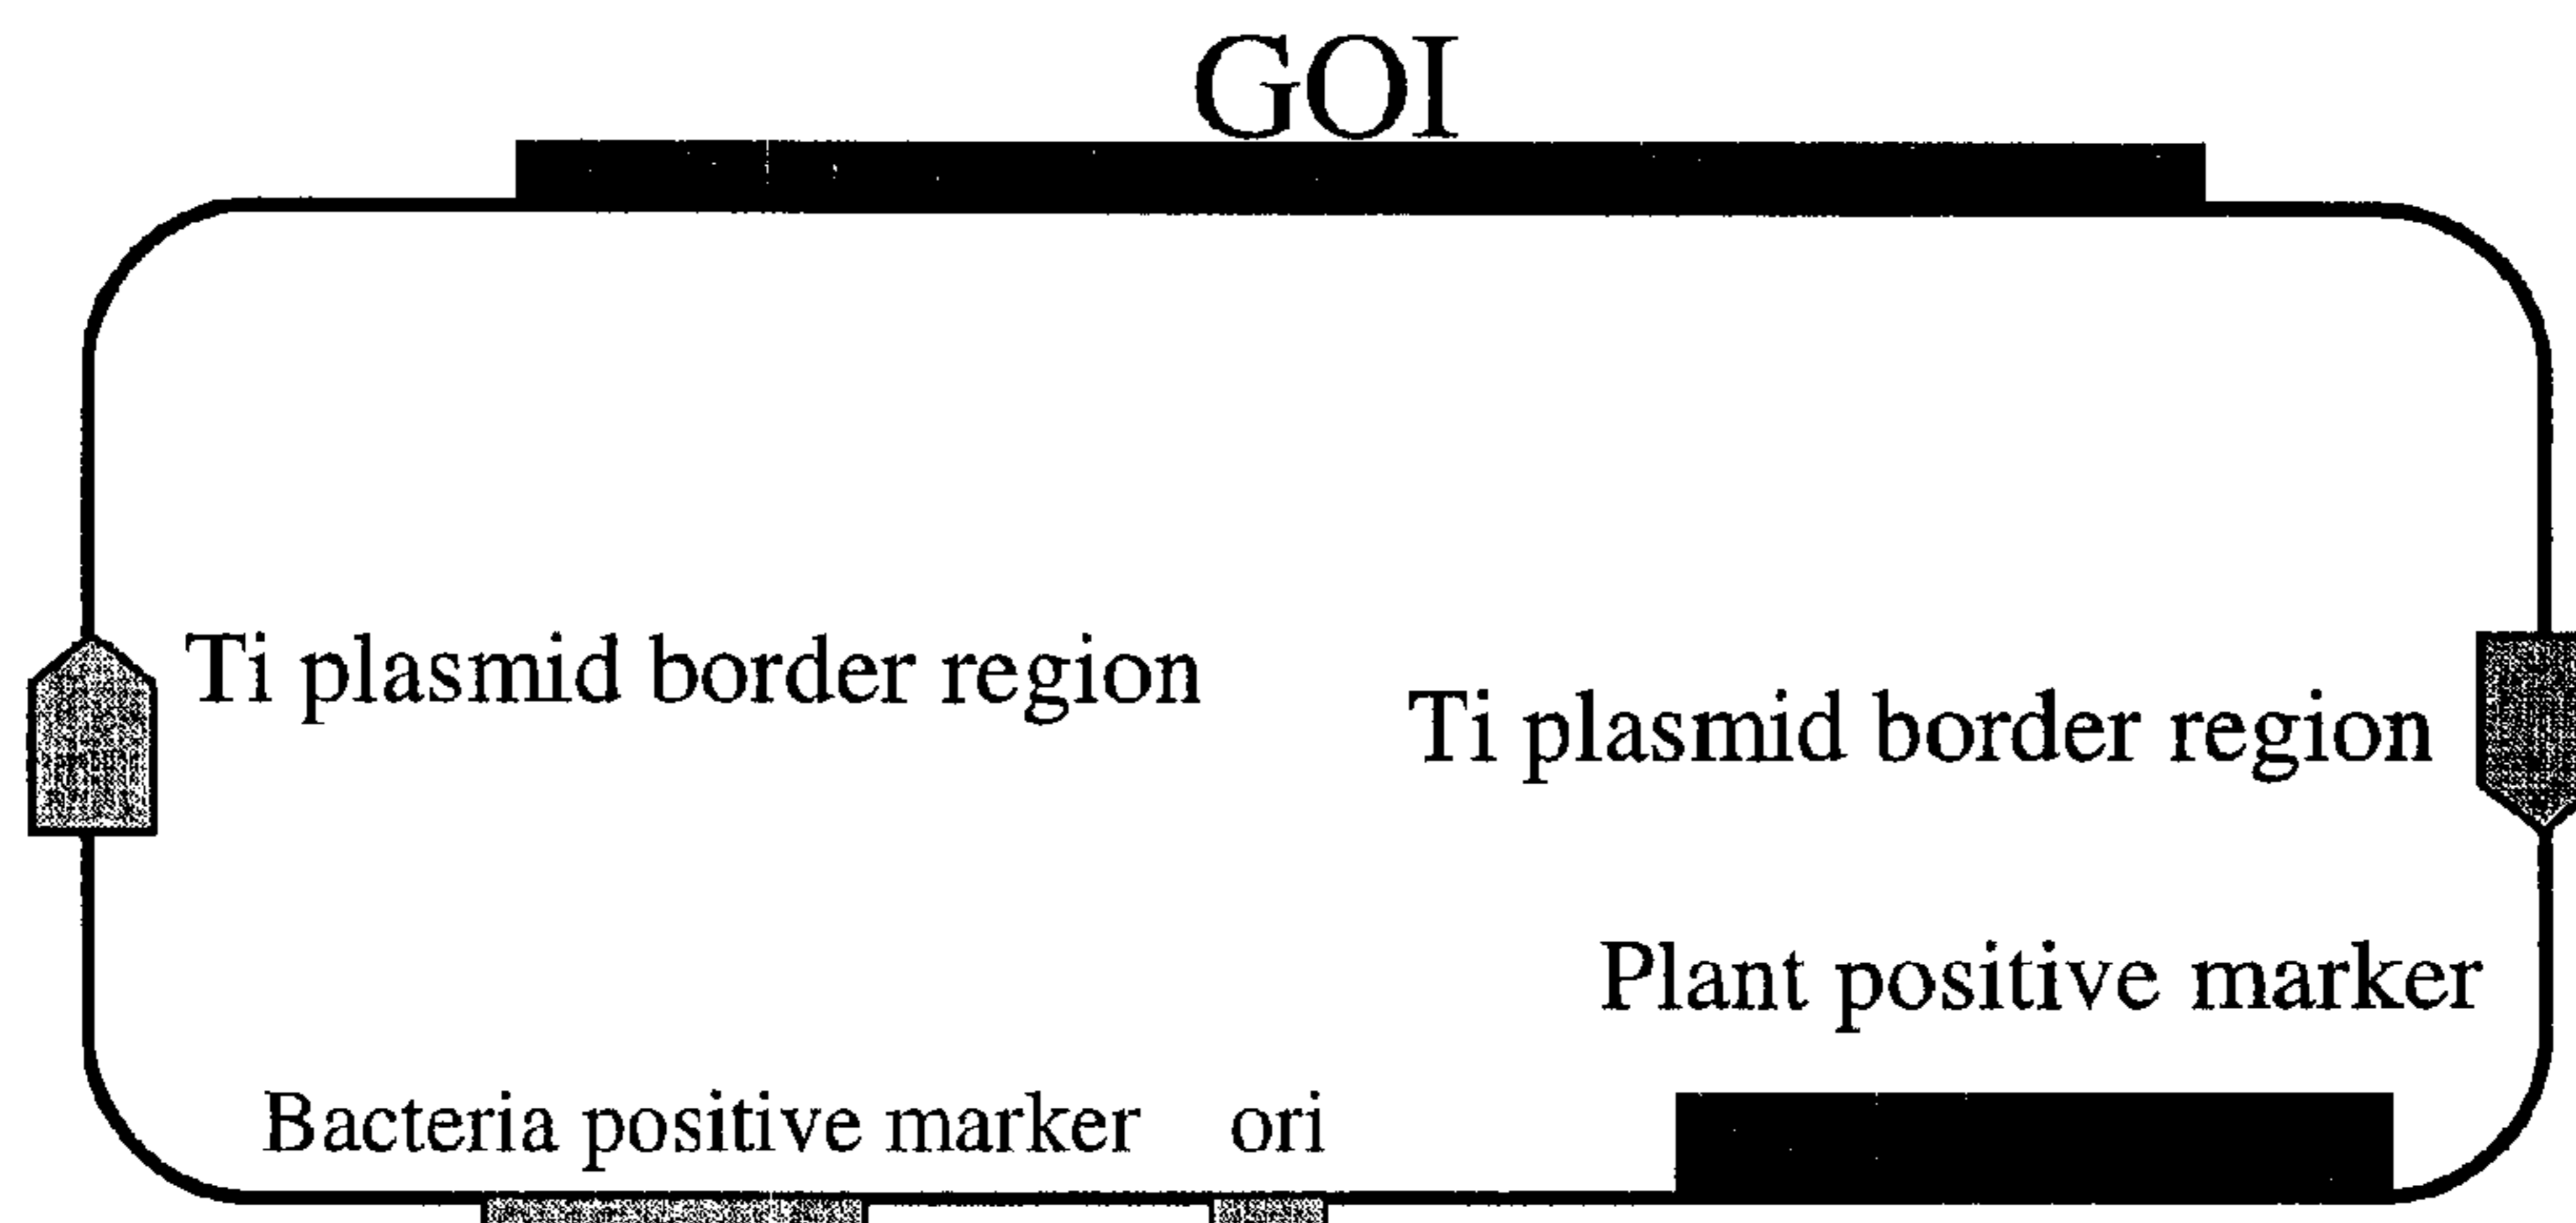 GOI
Ti plasmid border region
Ti plasmid border region
Plant positive marker
Bacteria positive marker
ori